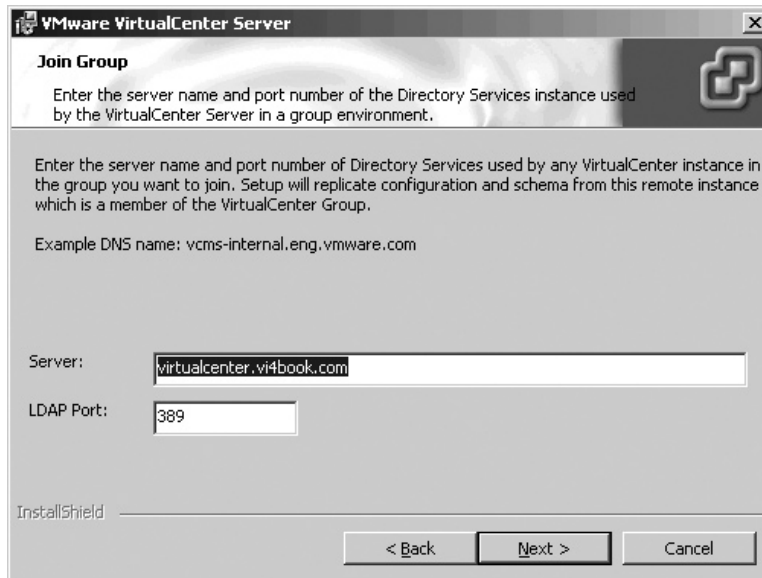 VMware VirtualCenter Server
Join Group
Enter the server name and port number of the Directory Services instance used
by the VirtualCenter Server in a group environment.
Enter the server name and port number of Directory Services used by any VirtualCenter instance in
the group you want to join. Setup will replicate configuration and schema from this remote instance
which is a member of the VirtualCenter Group.
Example DNS name: vcms-internal.eng.vmware.com
Server:
virtualcenter.vi4book.com
LDAP Port:
389
InstallShield
< Back Next > Cancel